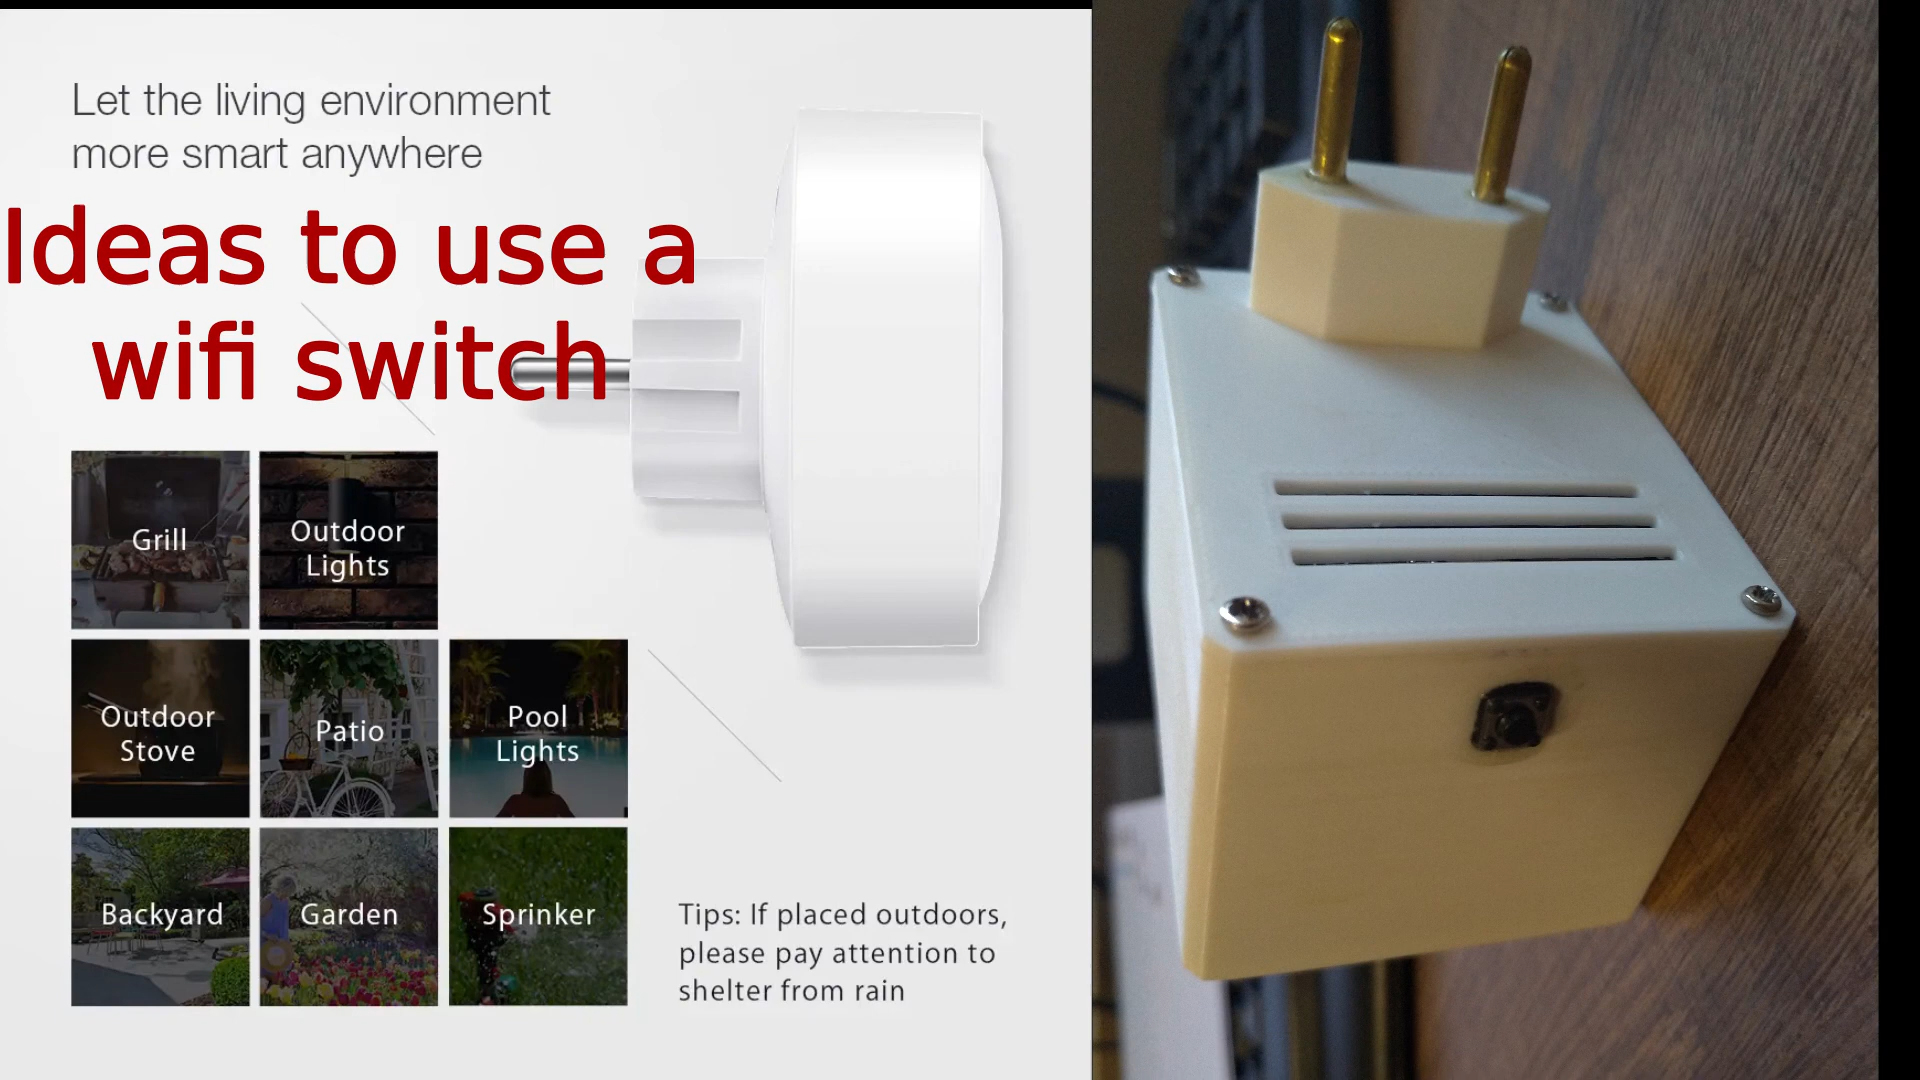 Let the living environment
more smart anywhere
Ideas to use a
wifi switch
Grill
Outdoor
Lights
Outdoor
Stove
Patio
Pool
Lights
Backyard
Garden
Sprinker
Tips: If placed outdoors,
please pay attention to
shelter from rain